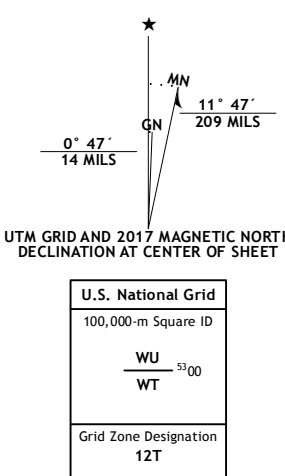 ★
MN
11° 47´
209 MILS
GN
0° 47´
14 MILS
UTM GRID AND 2017 MAGNETIC NORTH
DECLINATION AT CENTER OF SHEET
U.S. National Grid
100,000-m Square ID
WU
5300
WT
Grid Zone Designation
12T